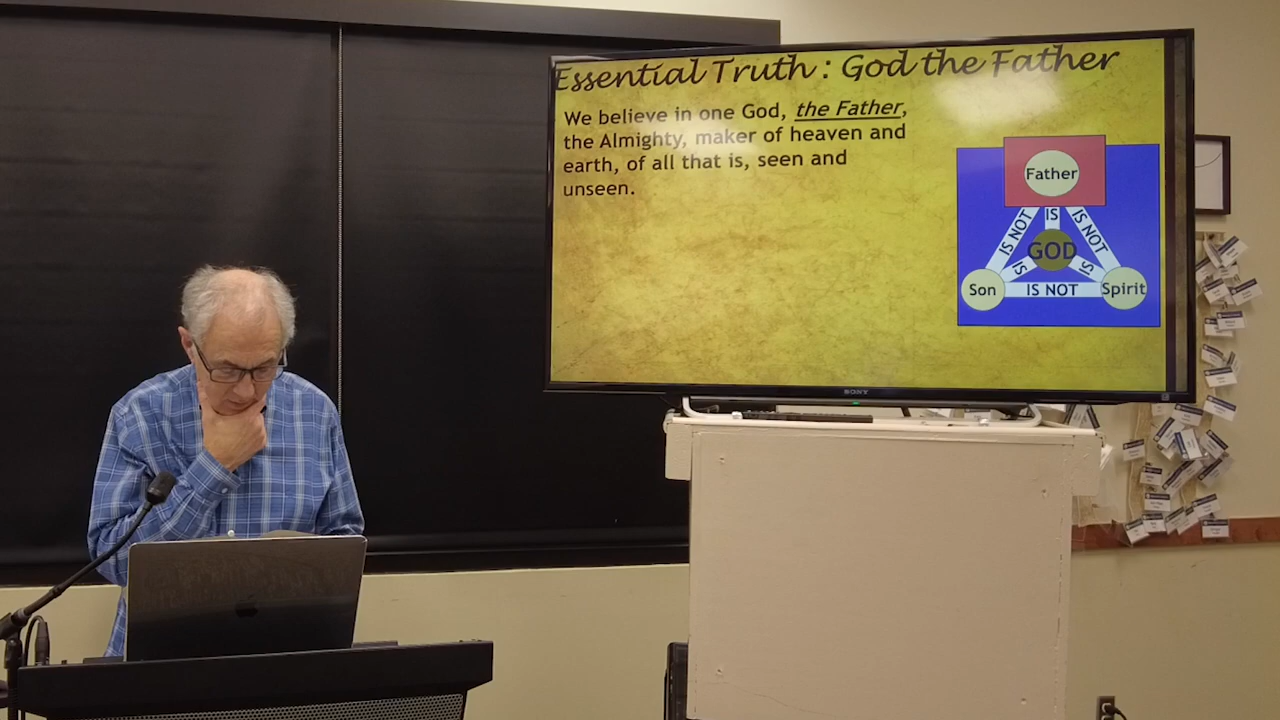 Essential Truth : God the Father
We believe in one God, the Father,
the Almighty, maker of heaven and
earth, of all that is, seen and
unseen.
Father
IS NOT
IS
IS NOT
GOD
IS
IS
Son
IS NOT
Spirit
SONY